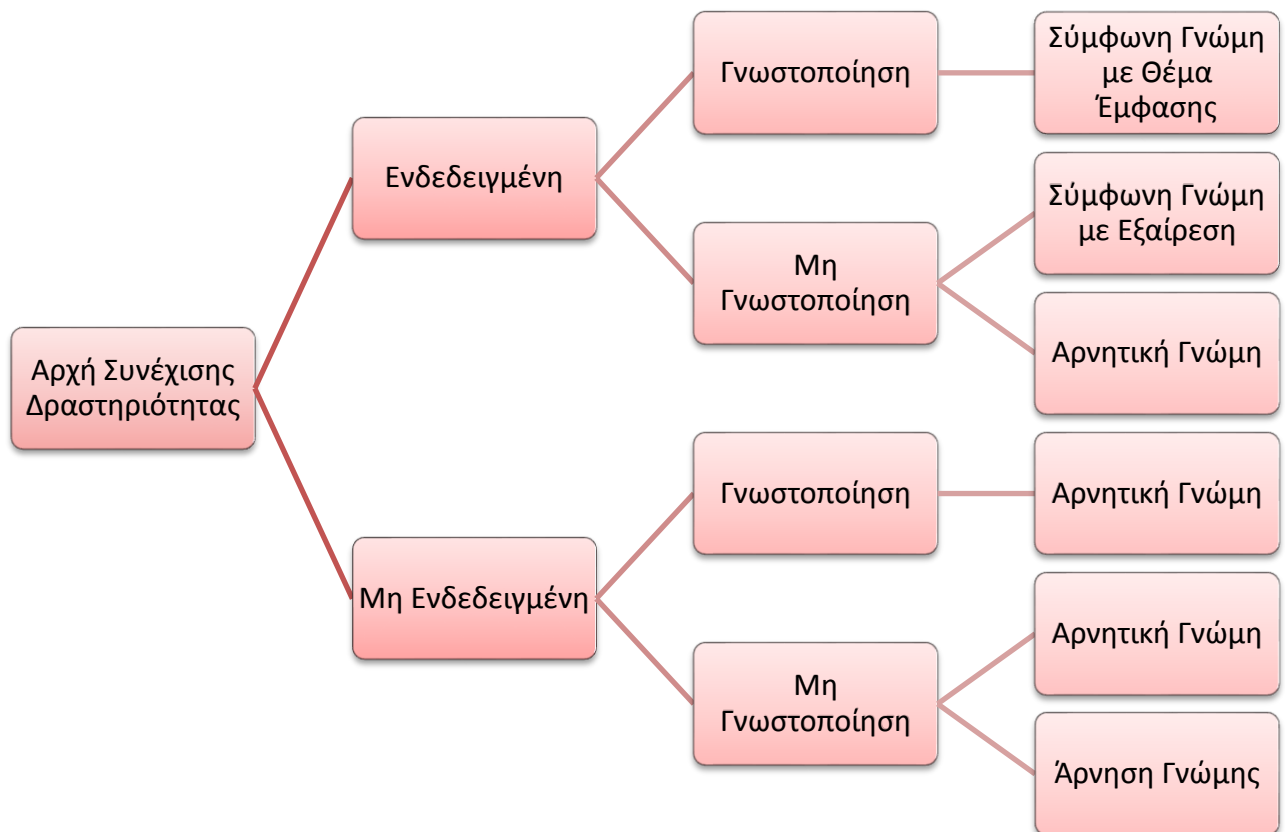 Αρχή Συνέχισης
Δραστηριότητας
Ενδεδειγμένη
Γνωστοποίηση
Σύμφωνη Γνώμη
με Θέμα
Έμφασης
Μη
Γνωστοποίηση
Σύμφωνη Γνώμη
με Εξαίρεση
Αρνητική Γνώμη
Μη Ενδεδειγμένη
Γνωστοποίηση
Αρνητική Γνώμη
Μη
Γνωστοποίηση
Αρνητική Γνώμη
Άρνηση Γνώμης